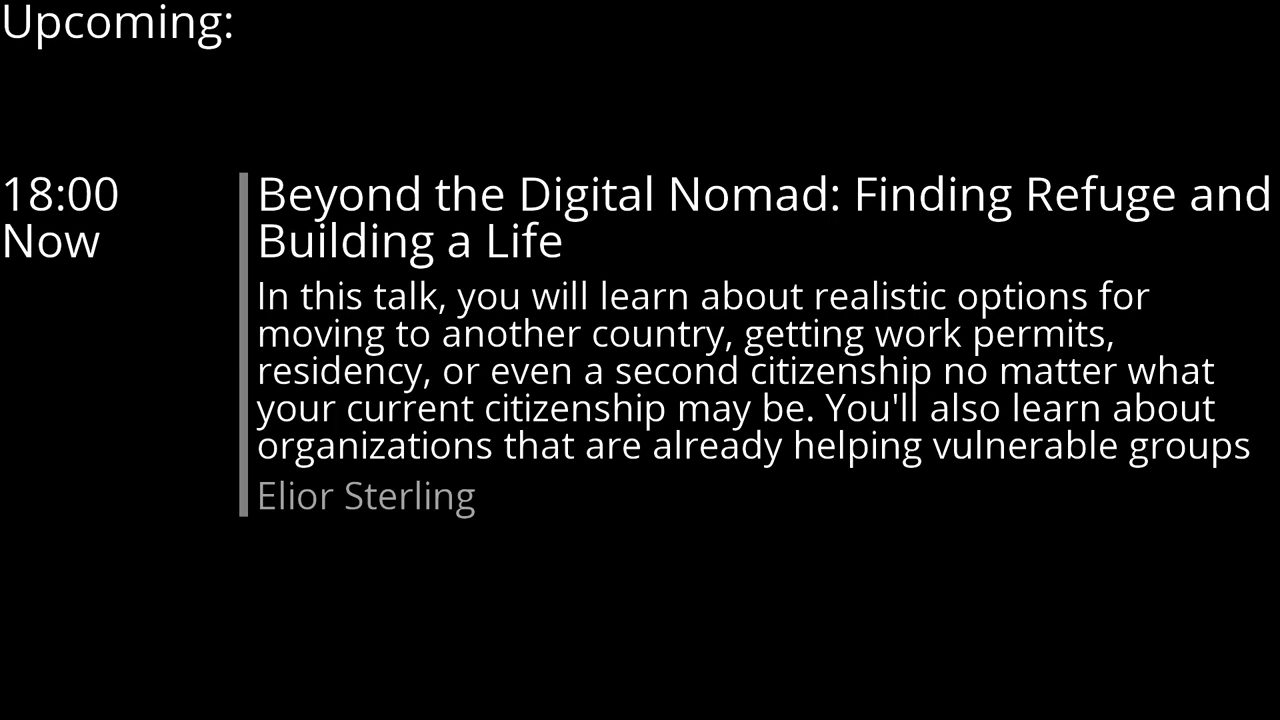 Upcoming:
18:00
Now
Beyond the Digital Nomad: Finding Refuge and
Building a Life
In this talk, you will learn about realistic options for
moving to another country, getting work permits,
residency, or even a second citizenship no matter what
your current citizenship may be. You'll also learn about
organizations that are already helping vulnerable groups
Elior Sterling